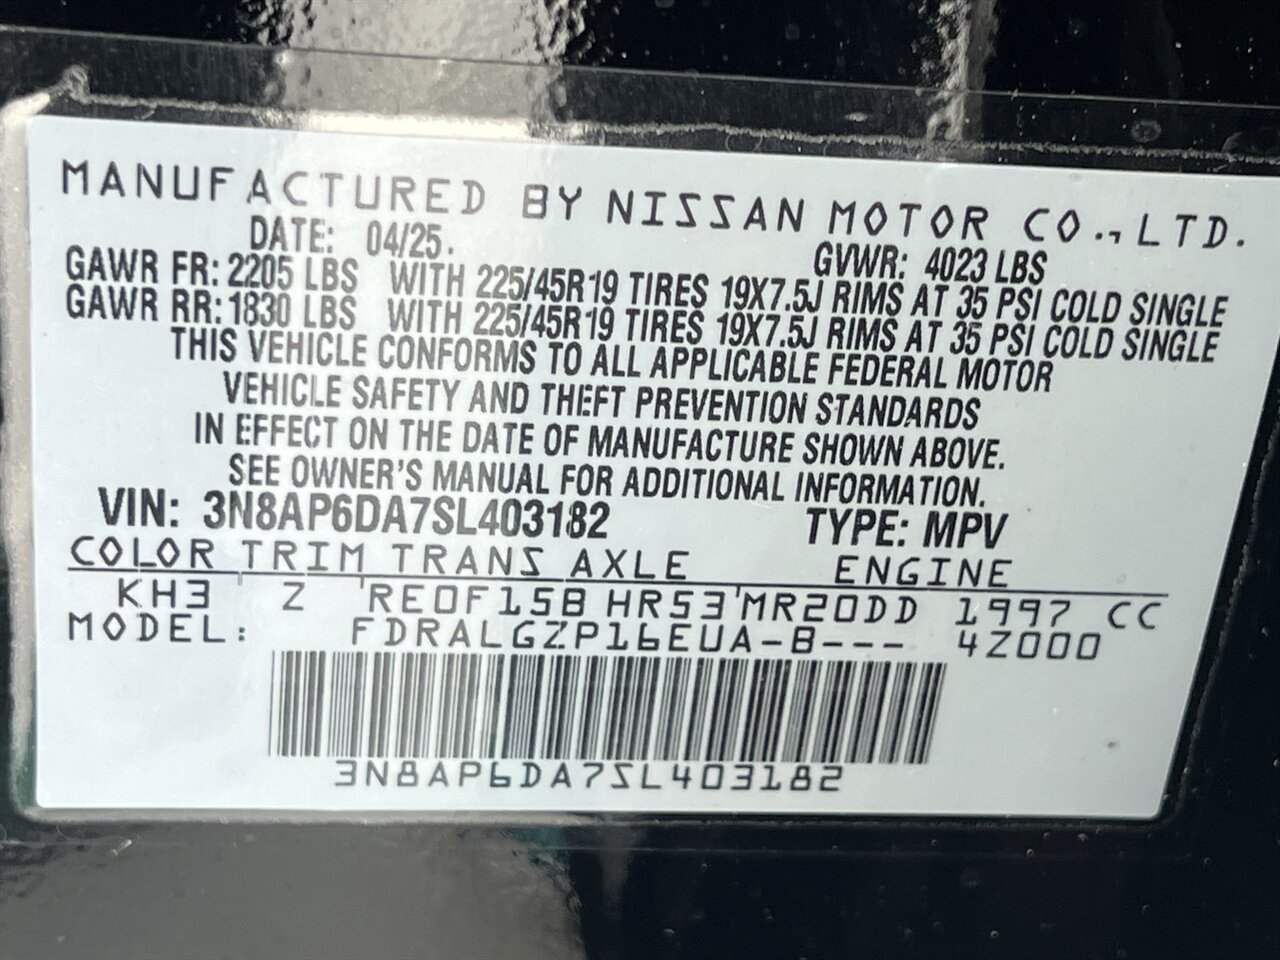 MANUFACTURED BY NISSAN MOTOR CO.,LTD.
DATE: 04/25. GVWR: 4023 LBS
GAWR FR: 2205 LBS WITH 225/45R19 TIRES 19X7.5J RIMS AT 35 PSI COLD SINGLE
GAWR RR: 1830 LBS WITH 225/45R19 TIRES 19X7.5J RIMS AT 35 PSI COLD SINGLE
THIS VEHICLE CONFORMS TO ALL APPLICABLE FEDERAL MOTOR
VEHICLE SAFETY AND THEFT PREVENTION STANDARDS
IN EFFECT ON THE DATE OF MANUFACTURE SHOWN ABOVE.
SEE OWNER'S MANUAL FOR ADDITIONAL INFORMATION.
VIN: 3N8AP6DA7SL403182 TYPE: MPV
COLOR TRIM TRANS AXLE ENGINE
KH3 Z RE0F15B HR53 MR20DD 1997 CC
MODEL: FDRALGZP16EUA-B--- 4Z000
3N8AP6DA7SL403182